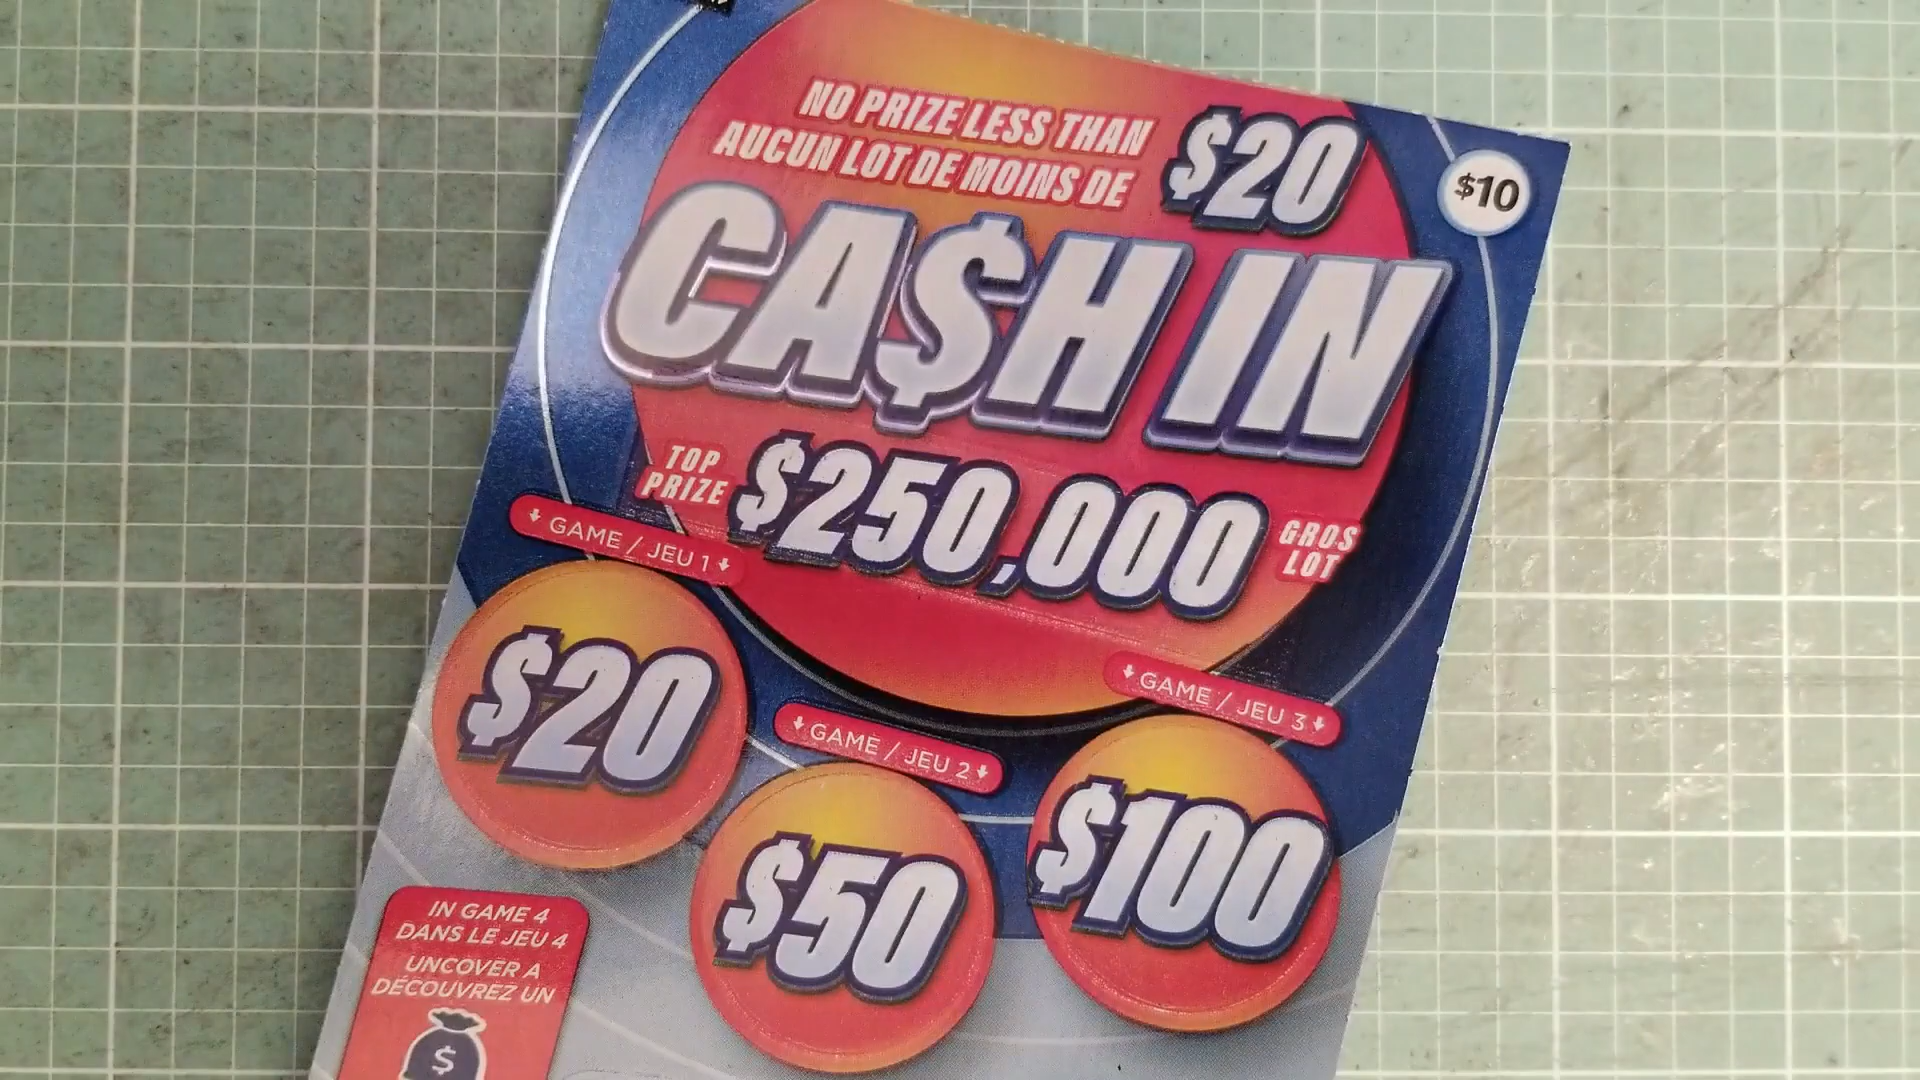 NO PRIZE LESS THAN
AUCUN LOT DE MOINS DE
$20
$10
CA$H IN
TOP
PRIZE
$250,000
GROS
LOT
GAME / JEU 1
$20
GAME / JEU 2
$50
GAME / JEU 3
$100
IN GAME 4
DANS LE JEU 4
UNCOVER A
DÉCOUVREZ UN
$